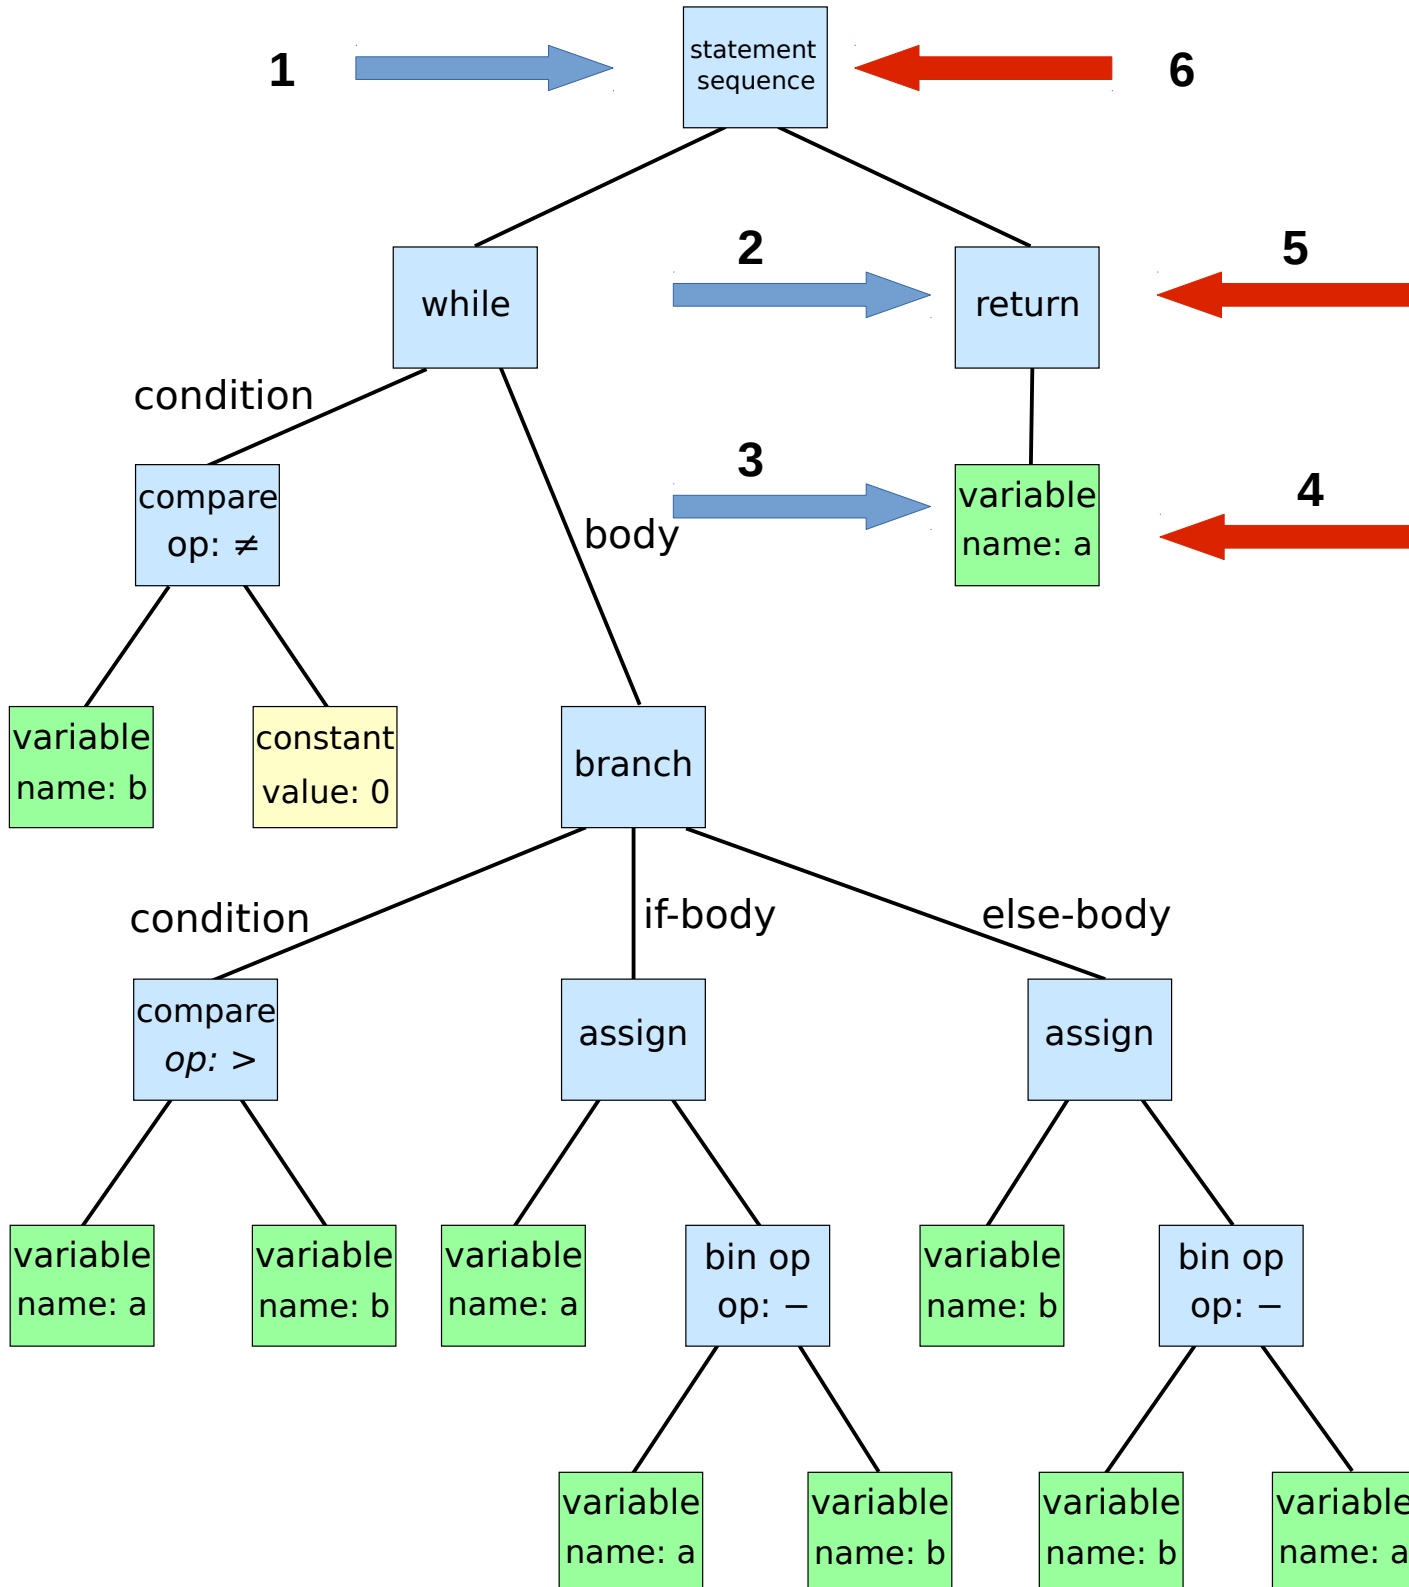 1
statement
sequence
6
while
2
return
5
condition
compare
op: ≠
body
3
variable
name: a
4
variable
name: b
constant
value: 0
branch
condition
if-body
else-body
compare
op: >
assign
assign
variable
name: a
variable
name: b
variable
name: a
bin op
op: −
variable
name: b
bin op
op: −
variable
name: a
variable
name: b
variable
name: b
variable
name: a